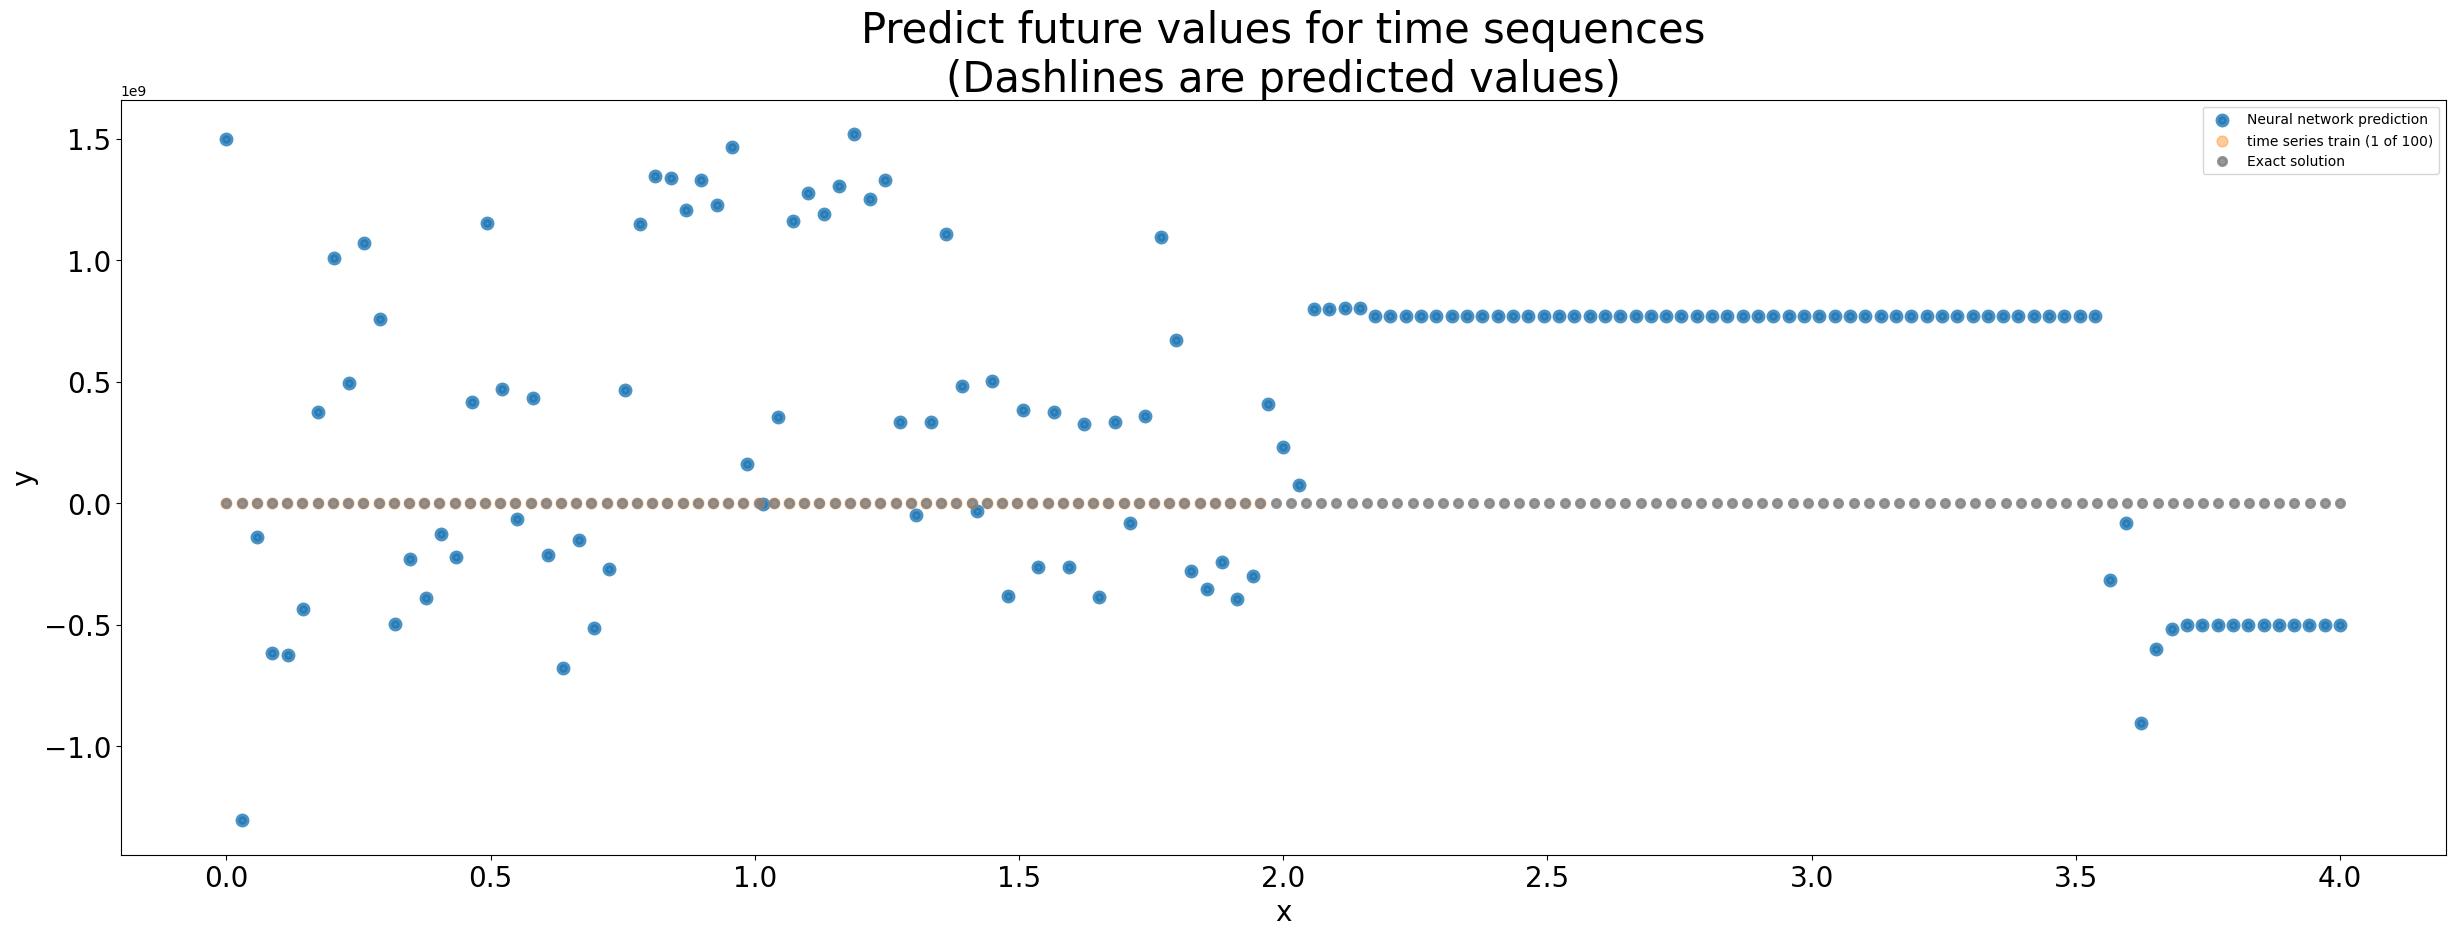 Predict future values for time sequences
(Dashlines are predicted values)
1e9
Neural network prediction
time series train (1 of 100)
Exact solution
1.5
1.0
0.5
0.0
−0.5
−1.0
y
0.0 0.5 1.0 1.5 2.0 2.5 3.0 3.5 4.0
x